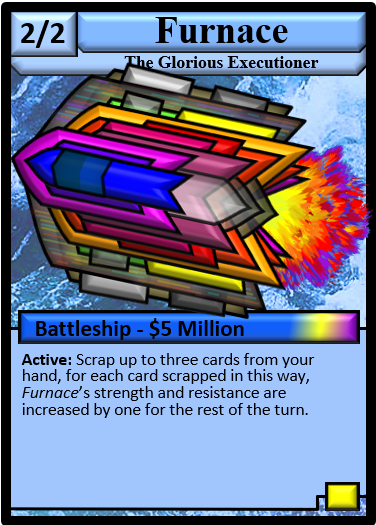 2/2
Furnace
The Glorious Executioner
Battleship - $5 Million
Active: Scrap up to three cards from your
hand, for each card scrapped in this way,
Furnace's strength and resistance are
increased by one for the rest of the turn.